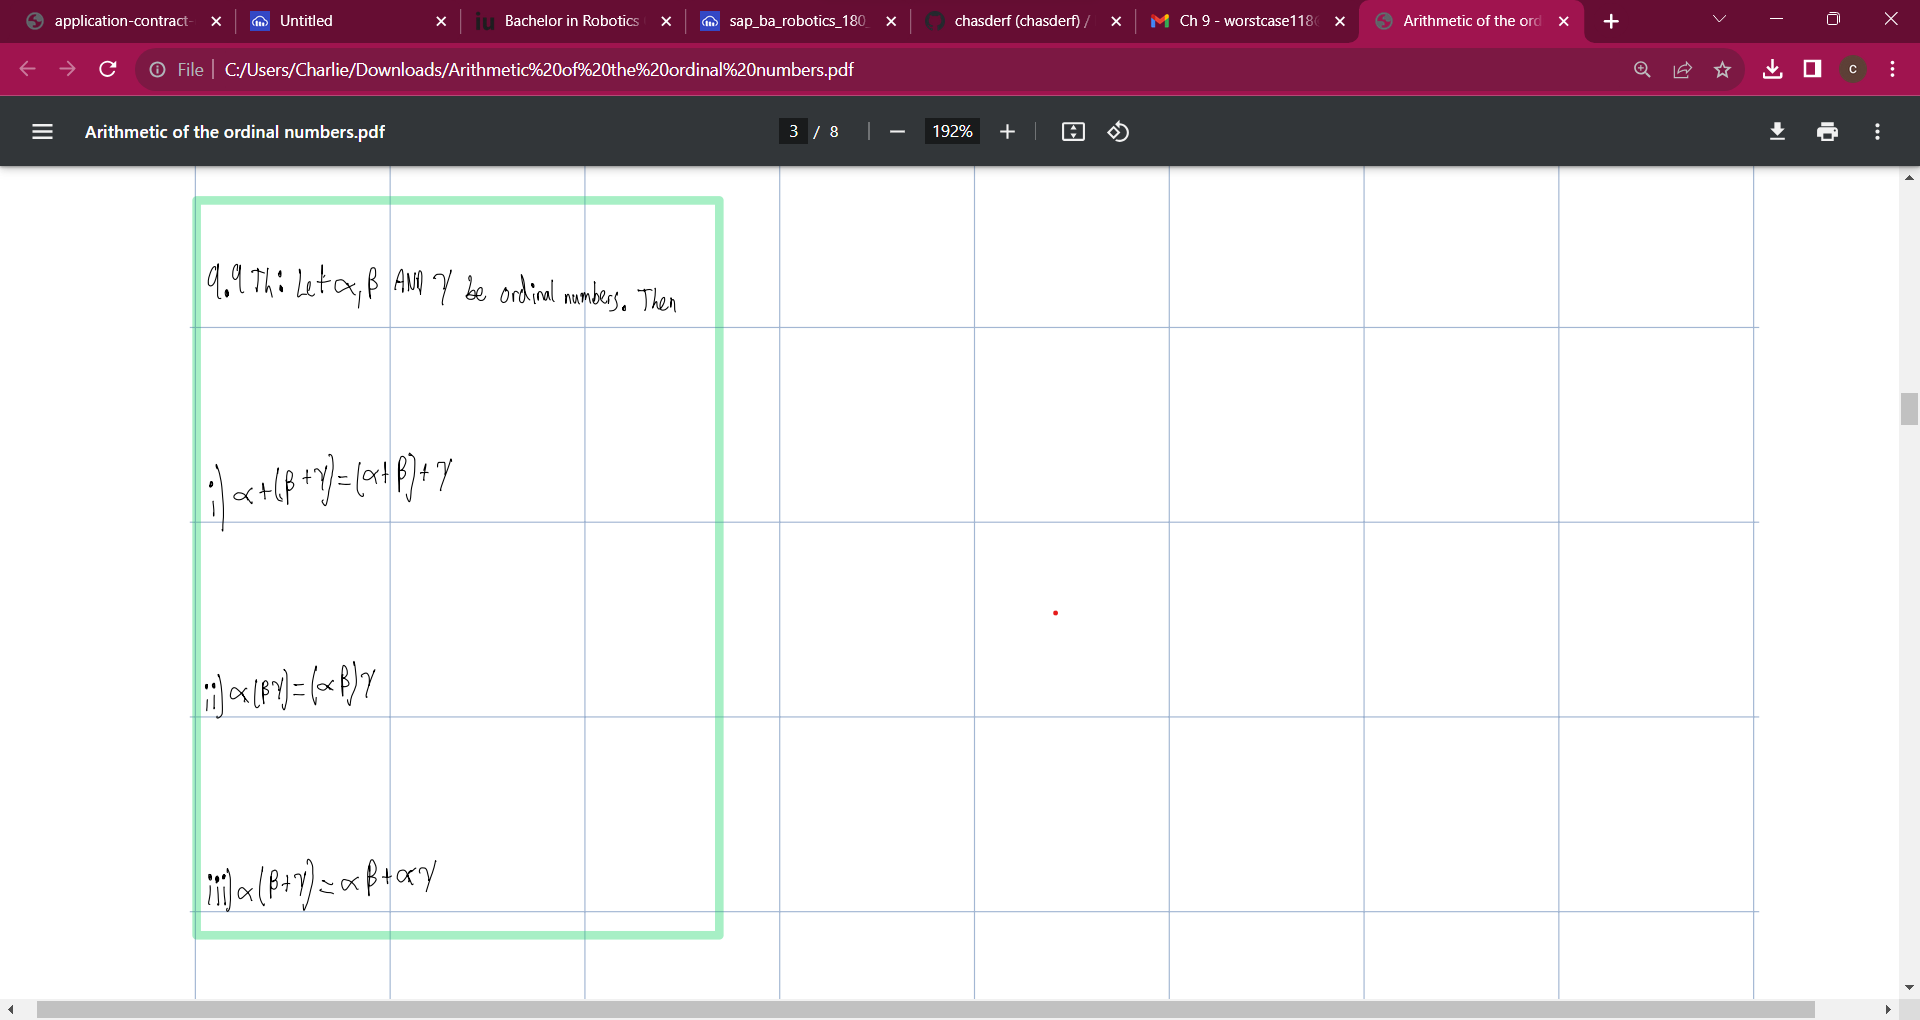 application-contract-
Untitled
iu Bachelor in Robotics
sap_ba_robotics_180_
chasderf (chasderf) /
Ch 9 - worstcase118
Arithmetic of the ord
File C:/Users/Charlie/Downloads/Arithmetic%20of%20the%20ordinal%20numbers.pdf
c
Arithmetic of the ordinal numbers.pdf
3 / 8
192%
9.9 Th: Let α, β AND γ be ordinal numbers. Then
i) α+(β+γ)=(α+β)+γ
ii) α(βγ)=(αβ)γ
iii) α(β+γ)=αβ+αγ